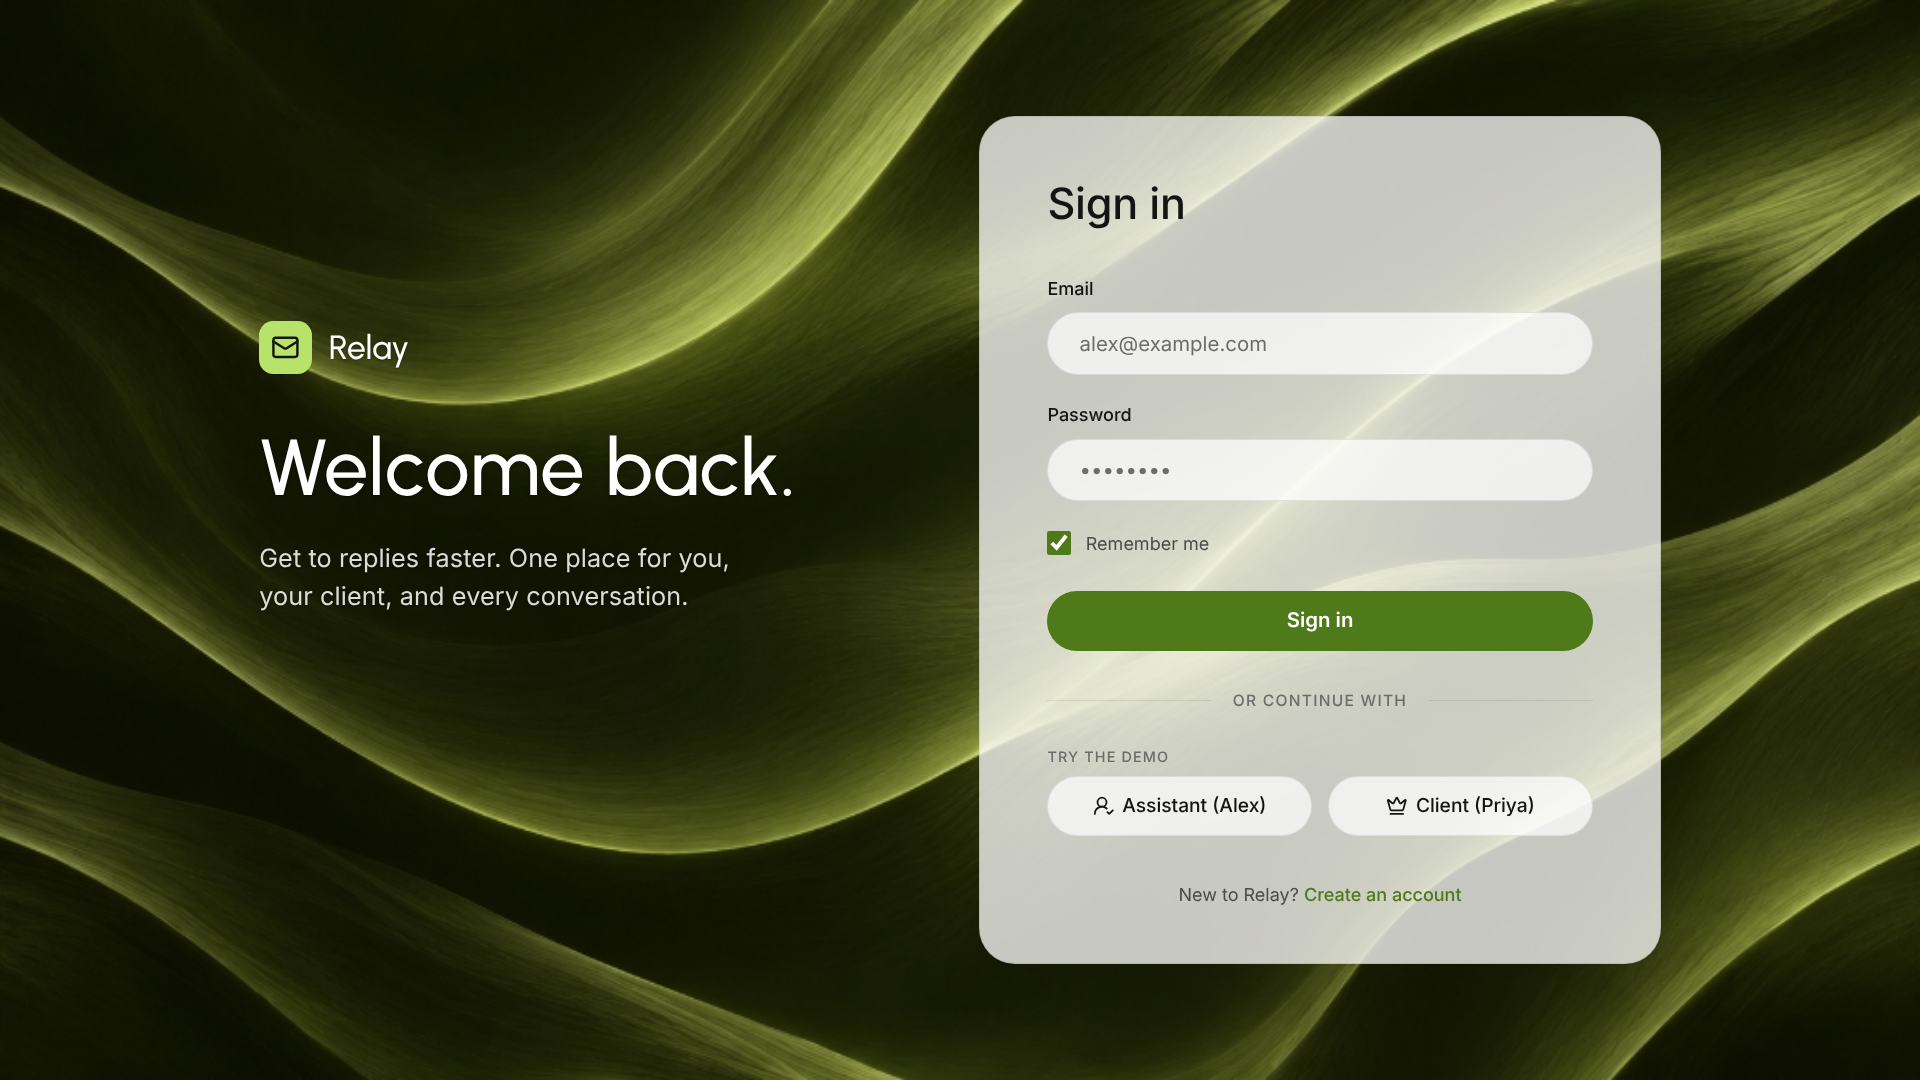 Relay
Welcome back.
Get to replies faster. One place for you,
your client, and every conversation.
Sign in
Email
alex@example.com
Password
••••••••
Remember me
Sign in
OR CONTINUE WITH
TRY THE DEMO
Assistant (Alex)
Client (Priya)
New to Relay? Create an account